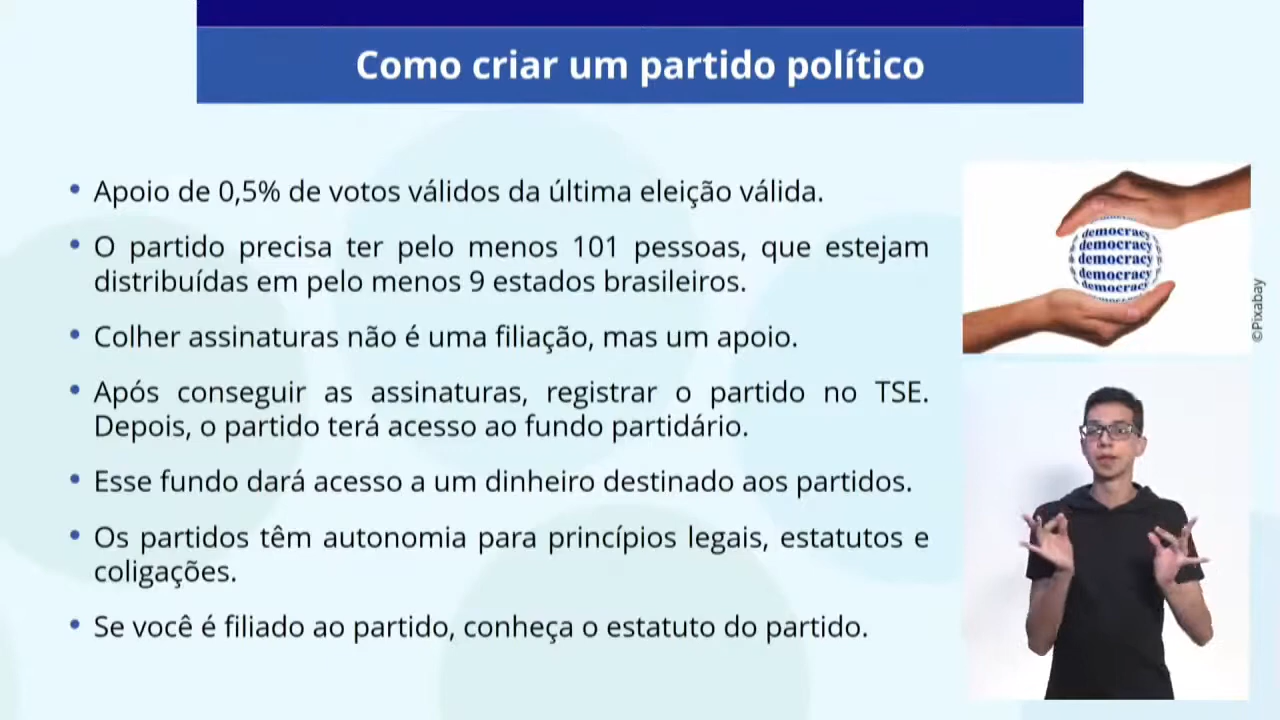 Como criar um partido político
• Apoio de 0,5% de votos válidos da última eleição válida.
• O partido precisa ter pelo menos 101 pessoas, que estejam
distribuídas em pelo menos 9 estados brasileiros.
• Colher assinaturas não é uma filiação, mas um apoio.
• Após conseguir as assinaturas, registrar o partido no TSE.
Depois, o partido terá acesso ao fundo partidário.
• Esse fundo dará acesso a um dinheiro destinado aos partidos.
• Os partidos têm autonomia para princípios legais, estatutos e
coligações.
• Se você é filiado ao partido, conheça o estatuto do partido.
democracy
democracy
democracy
democracy
democracy
©Pixabay